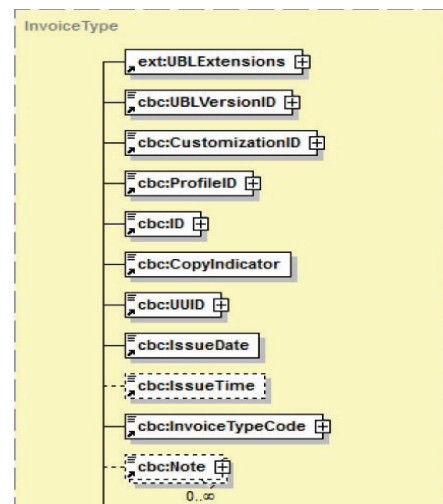 InvoiceType
ext:UBLExtensions
cbc:UBLVersionID
cbc:CustomizationID
cbc:ProfileID
cbc:ID
cbc:CopyIndicator
cbc:UUID
cbc:IssueDate
cbc:IssueTime
cbc:InvoiceTypeCode
cbc:Note
0..∞